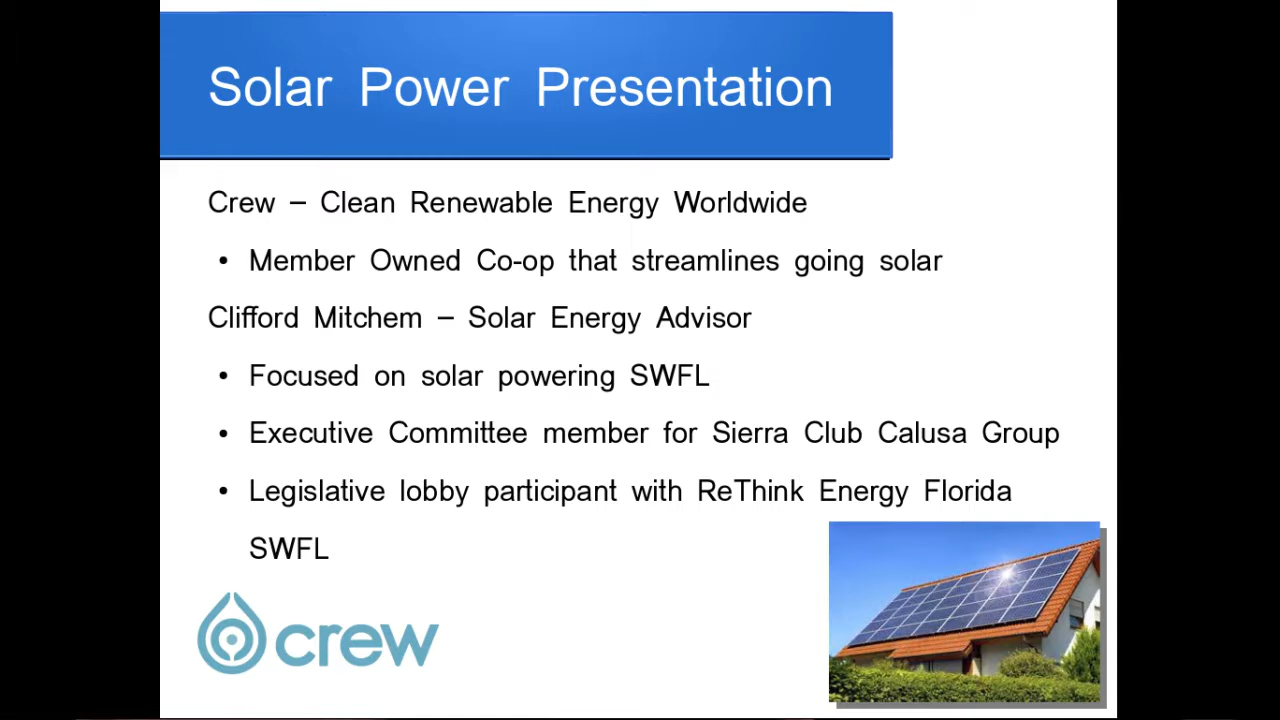 Solar Power Presentation
Crew – Clean Renewable Energy Worldwide
• Member Owned Co-op that streamlines going solar
Clifford Mitchem – Solar Energy Advisor
• Focused on solar powering SWFL
• Executive Committee member for Sierra Club Calusa Group
• Legislative lobby participant with ReThink Energy Florida
SWFL
crew